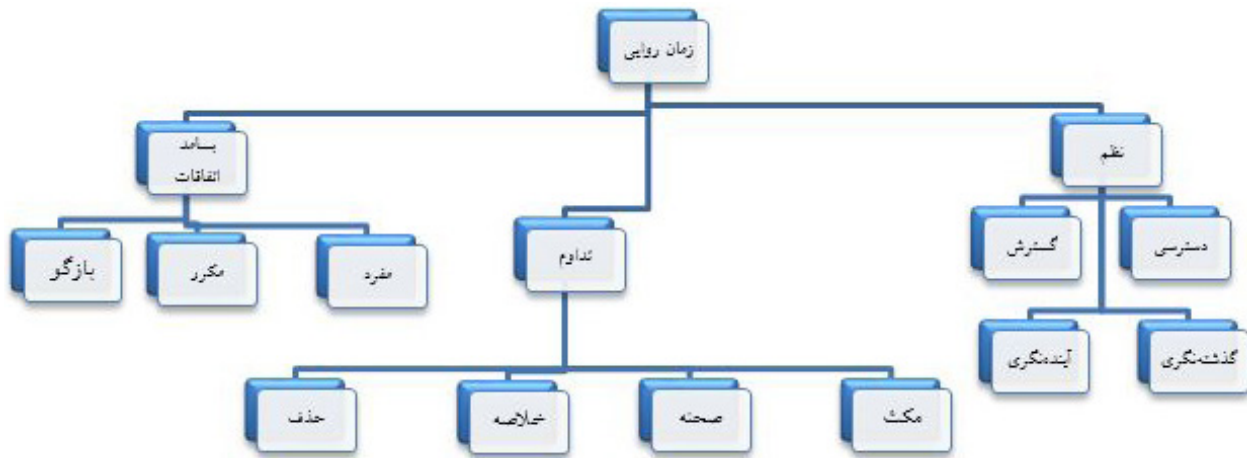 زمان روایی
نظم
بسامد
اتفاقات
دسترسی
گسترش
تداوم
مفرد
مکرر
بازگو
گذشته‌نگری
آینده‌نگری
مکث
صحنه
خلاصه
حذف